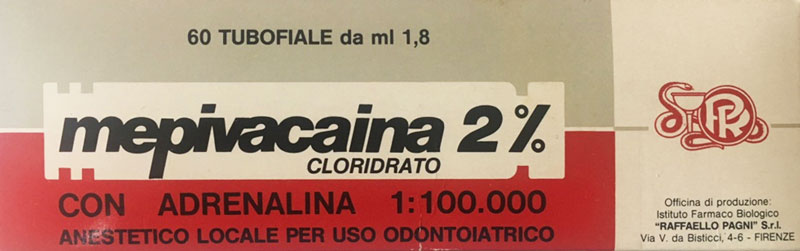 60 TUBOFIALE da ml 1,8
mepivacaina 2%
CLORIDRATO
CON ADRENALINA 1:100.000
ANESTETICO LOCALE PER USO ODONTOIATRICO
PR
Officina di produzione:
Istituto Farmaco Biologico
"RAFFAELLO PAGNI" S.r.l.
Via V. da Bisticci, 4-6 - FIRENZE